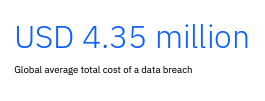 USD 4.35 million
Global average total cost of a data breach